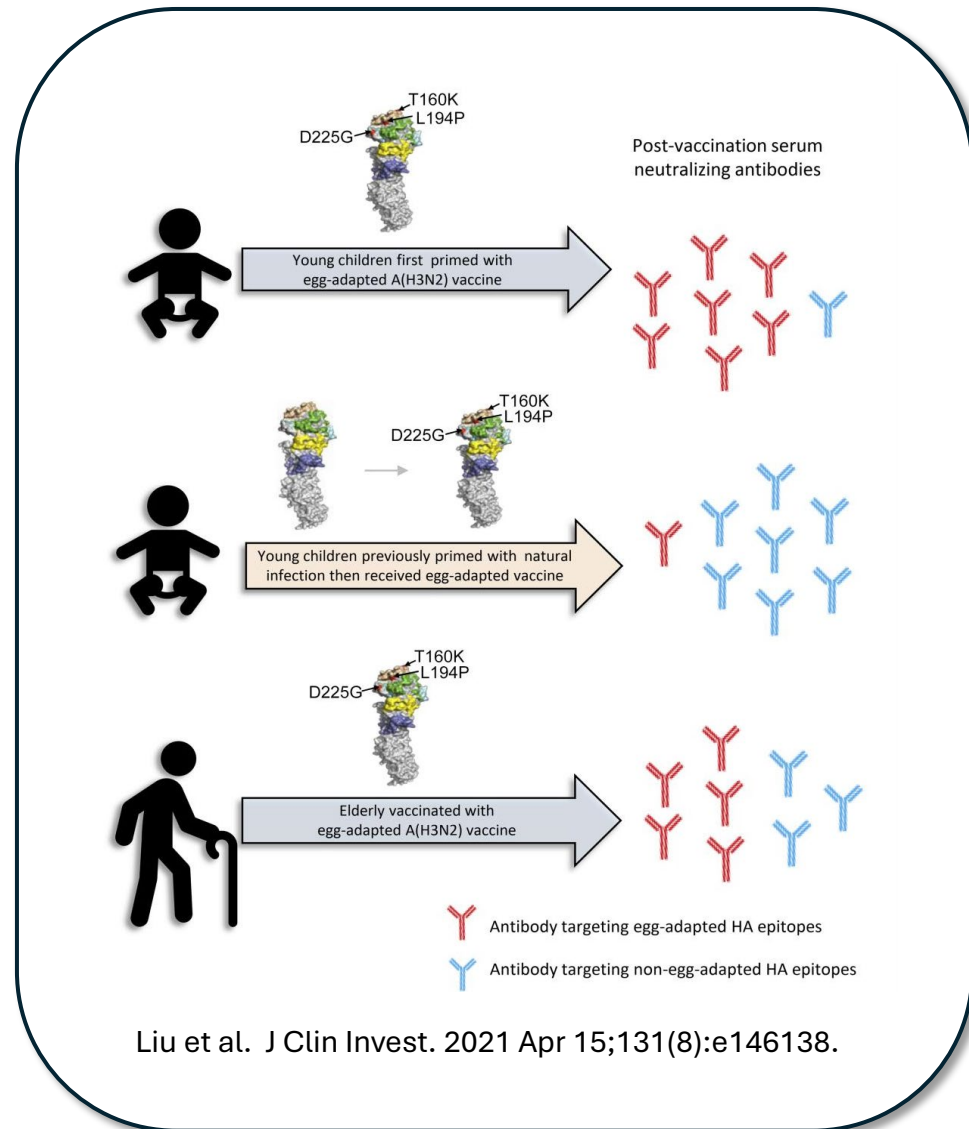 T160K
L194P
D225G
Post-vaccination serum
neutralizing antibodies
Young children first primed with
egg-adapted A(H3N2) vaccine
T160K
L194P
D225G
Young children previously primed with natural
infection then received egg-adapted vaccine
T160K
L194P
D225G
Elderly vaccinated with
egg-adapted A(H3N2) vaccine
Antibody targeting egg-adapted HA epitopes
Antibody targeting non-egg-adapted HA epitopes
Liu et al. J Clin Invest. 2021 Apr 15;131(8):e146138.